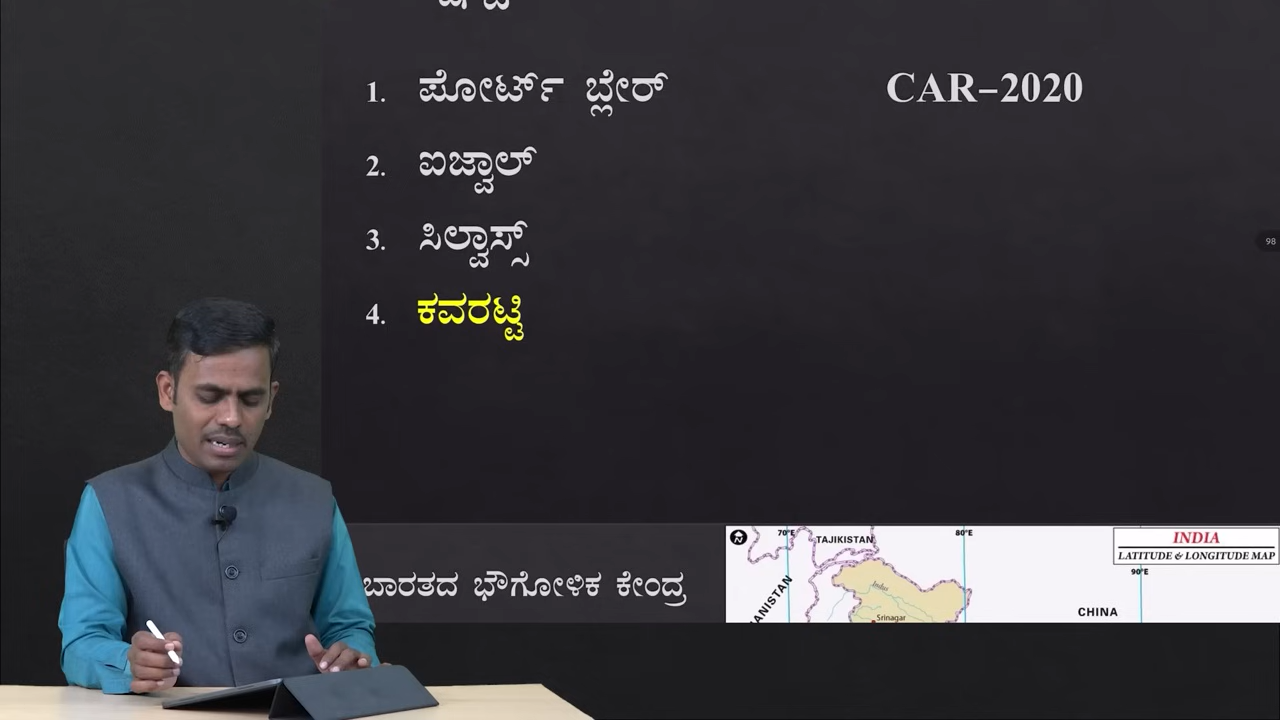 1. ಪೋರ್ಟ್ ಬ್ಲೇರ್ CAR-2020
2. ಐಜ್ವಾಲ್
3. ಸಿಲ್ವಾಸ್ಸ್
4. ಕವರಟ್ಟಿ
98
ಬಾರತದ ಭೌಗೋಳಿಕ ಕೇಂದ್ರ
INDIA
LATITUDE & LONGITUDE MAP
70°E 80°E 90°E
TAJIKISTAN
ANISTAN
Indus
Srinagar
CHINA